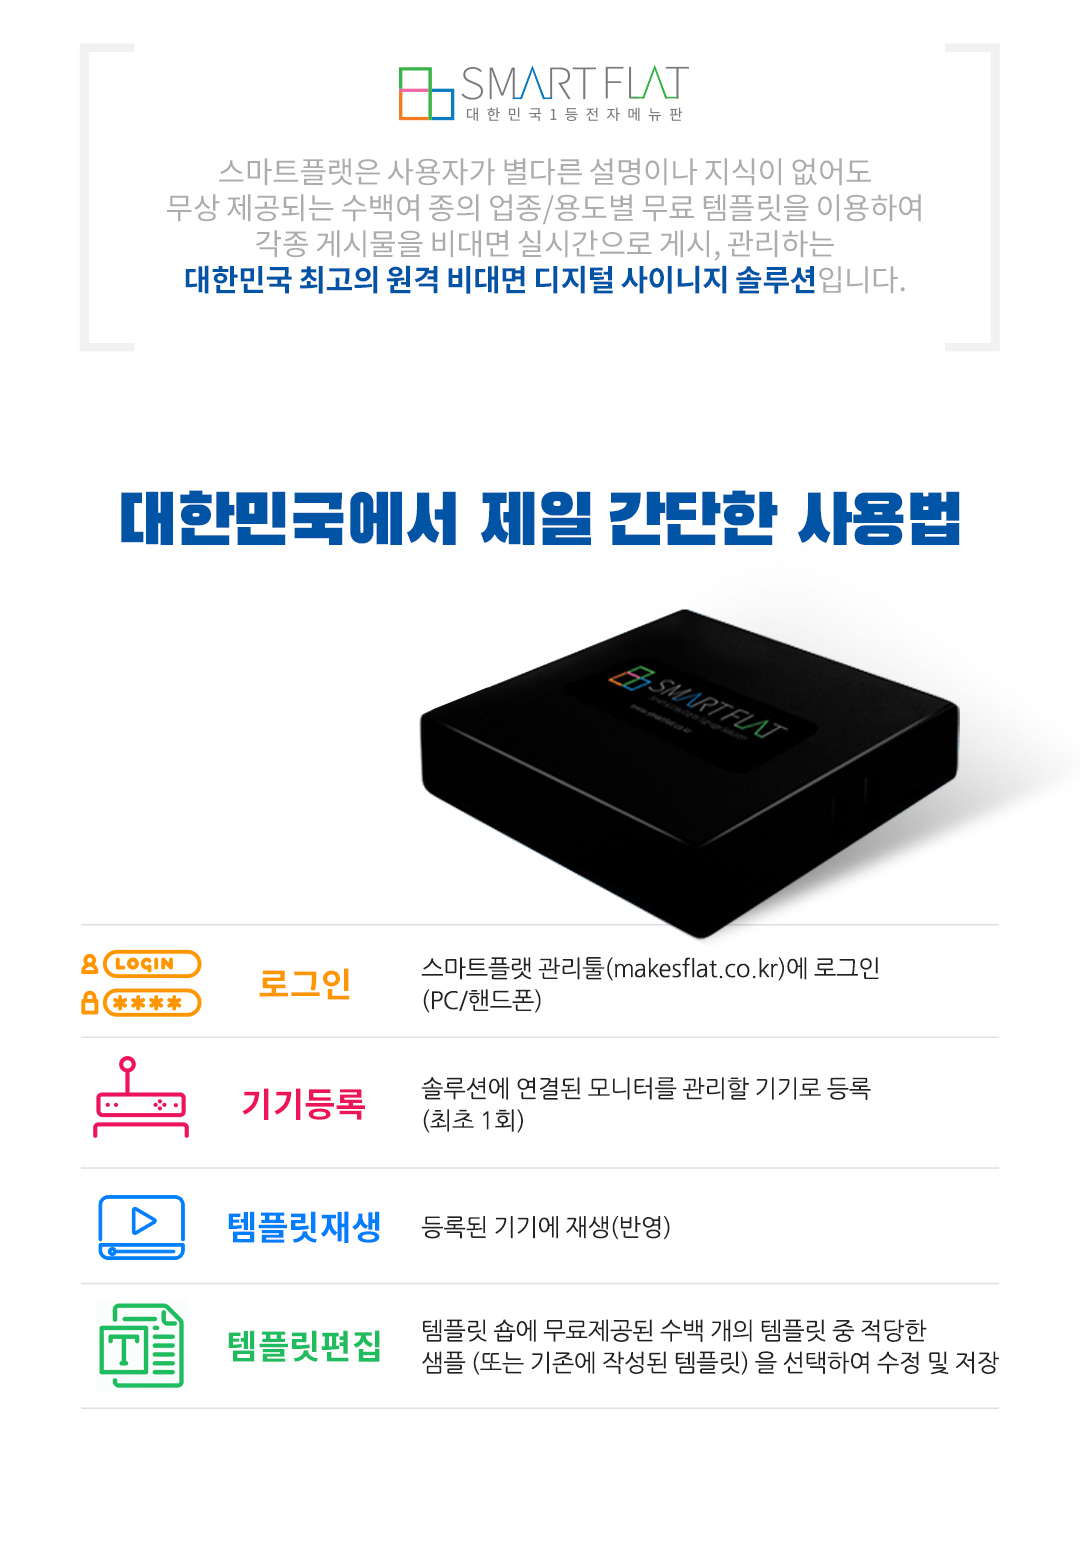 SMART FLAT
대한민국1등전자메뉴판
스마트플랫은 사용자가 별다른 설명이나 지식이 없어도
무상 제공되는 수백여 종의 업종/용도별 무료 템플릿을 이용하여
각종 게시물을 비대면 실시간으로 게시, 관리하는
대한민국 최고의 원격 비대면 디지털 사이니지 솔루션입니다.
대한민국에서 제일 간단한 사용법
SMART FLAT
www.smartflat.co.kr
LOGIN
****
로그인
스마트플랫 관리툴(makesflat.co.kr)에 로그인
(PC/핸드폰)
기기등록
솔루션에 연결된 모니터를 관리할 기기로 등록
(최초 1회)
템플릿재생
등록된 기기에 재생(반영)
T
템플릿편집
템플릿 숍에 무료제공된 수백 개의 템플릿 중 적당한
샘플 (또는 기존에 작성된 템플릿) 을 선택하여 수정 및 저장